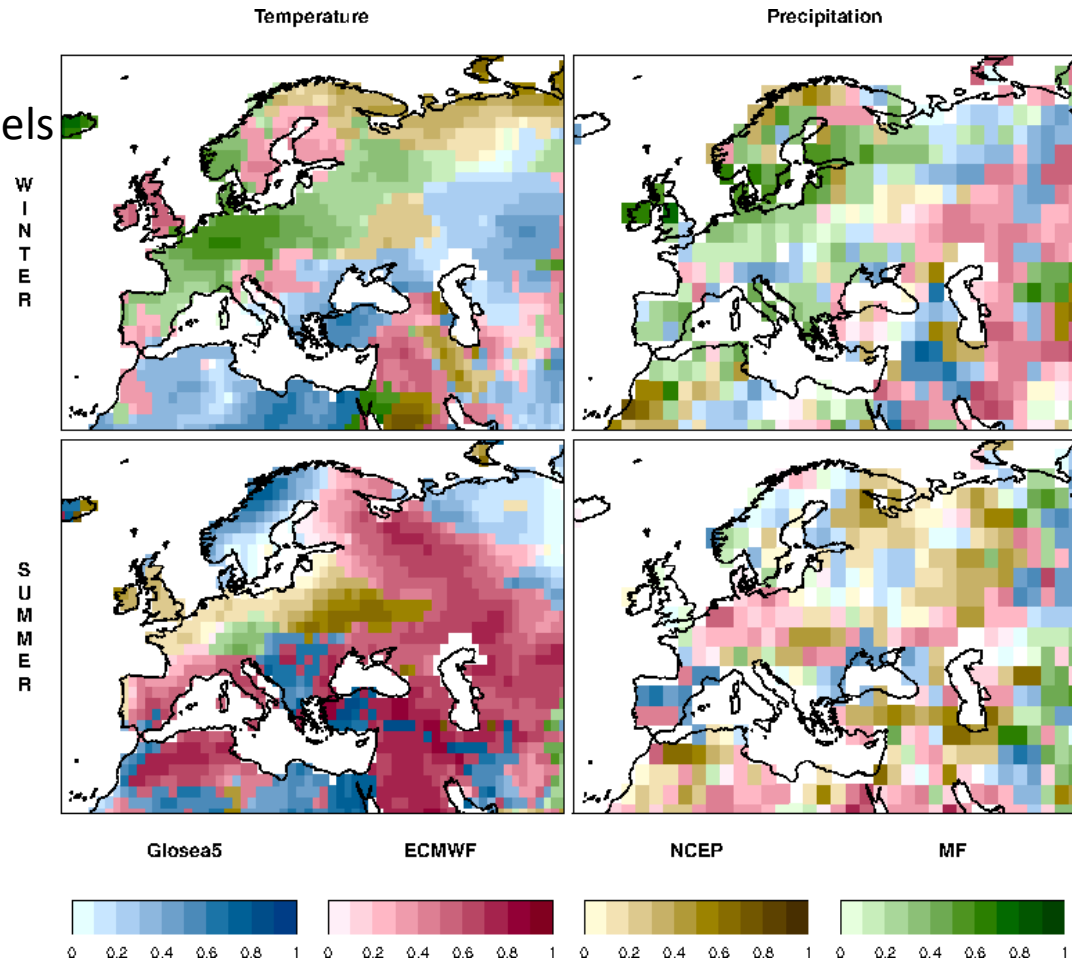 Temperature Precipitation
els
W
I
N
T
E
R
S
U
M
M
E
R
Glosea5 ECMWF NCEP MF
0 0.2 0.4 0.6 0.8 1 0 0.2 0.4 0.6 0.8 1 0 0.2 0.4 0.6 0.8 1 0 0.2 0.4 0.6 0.8 1